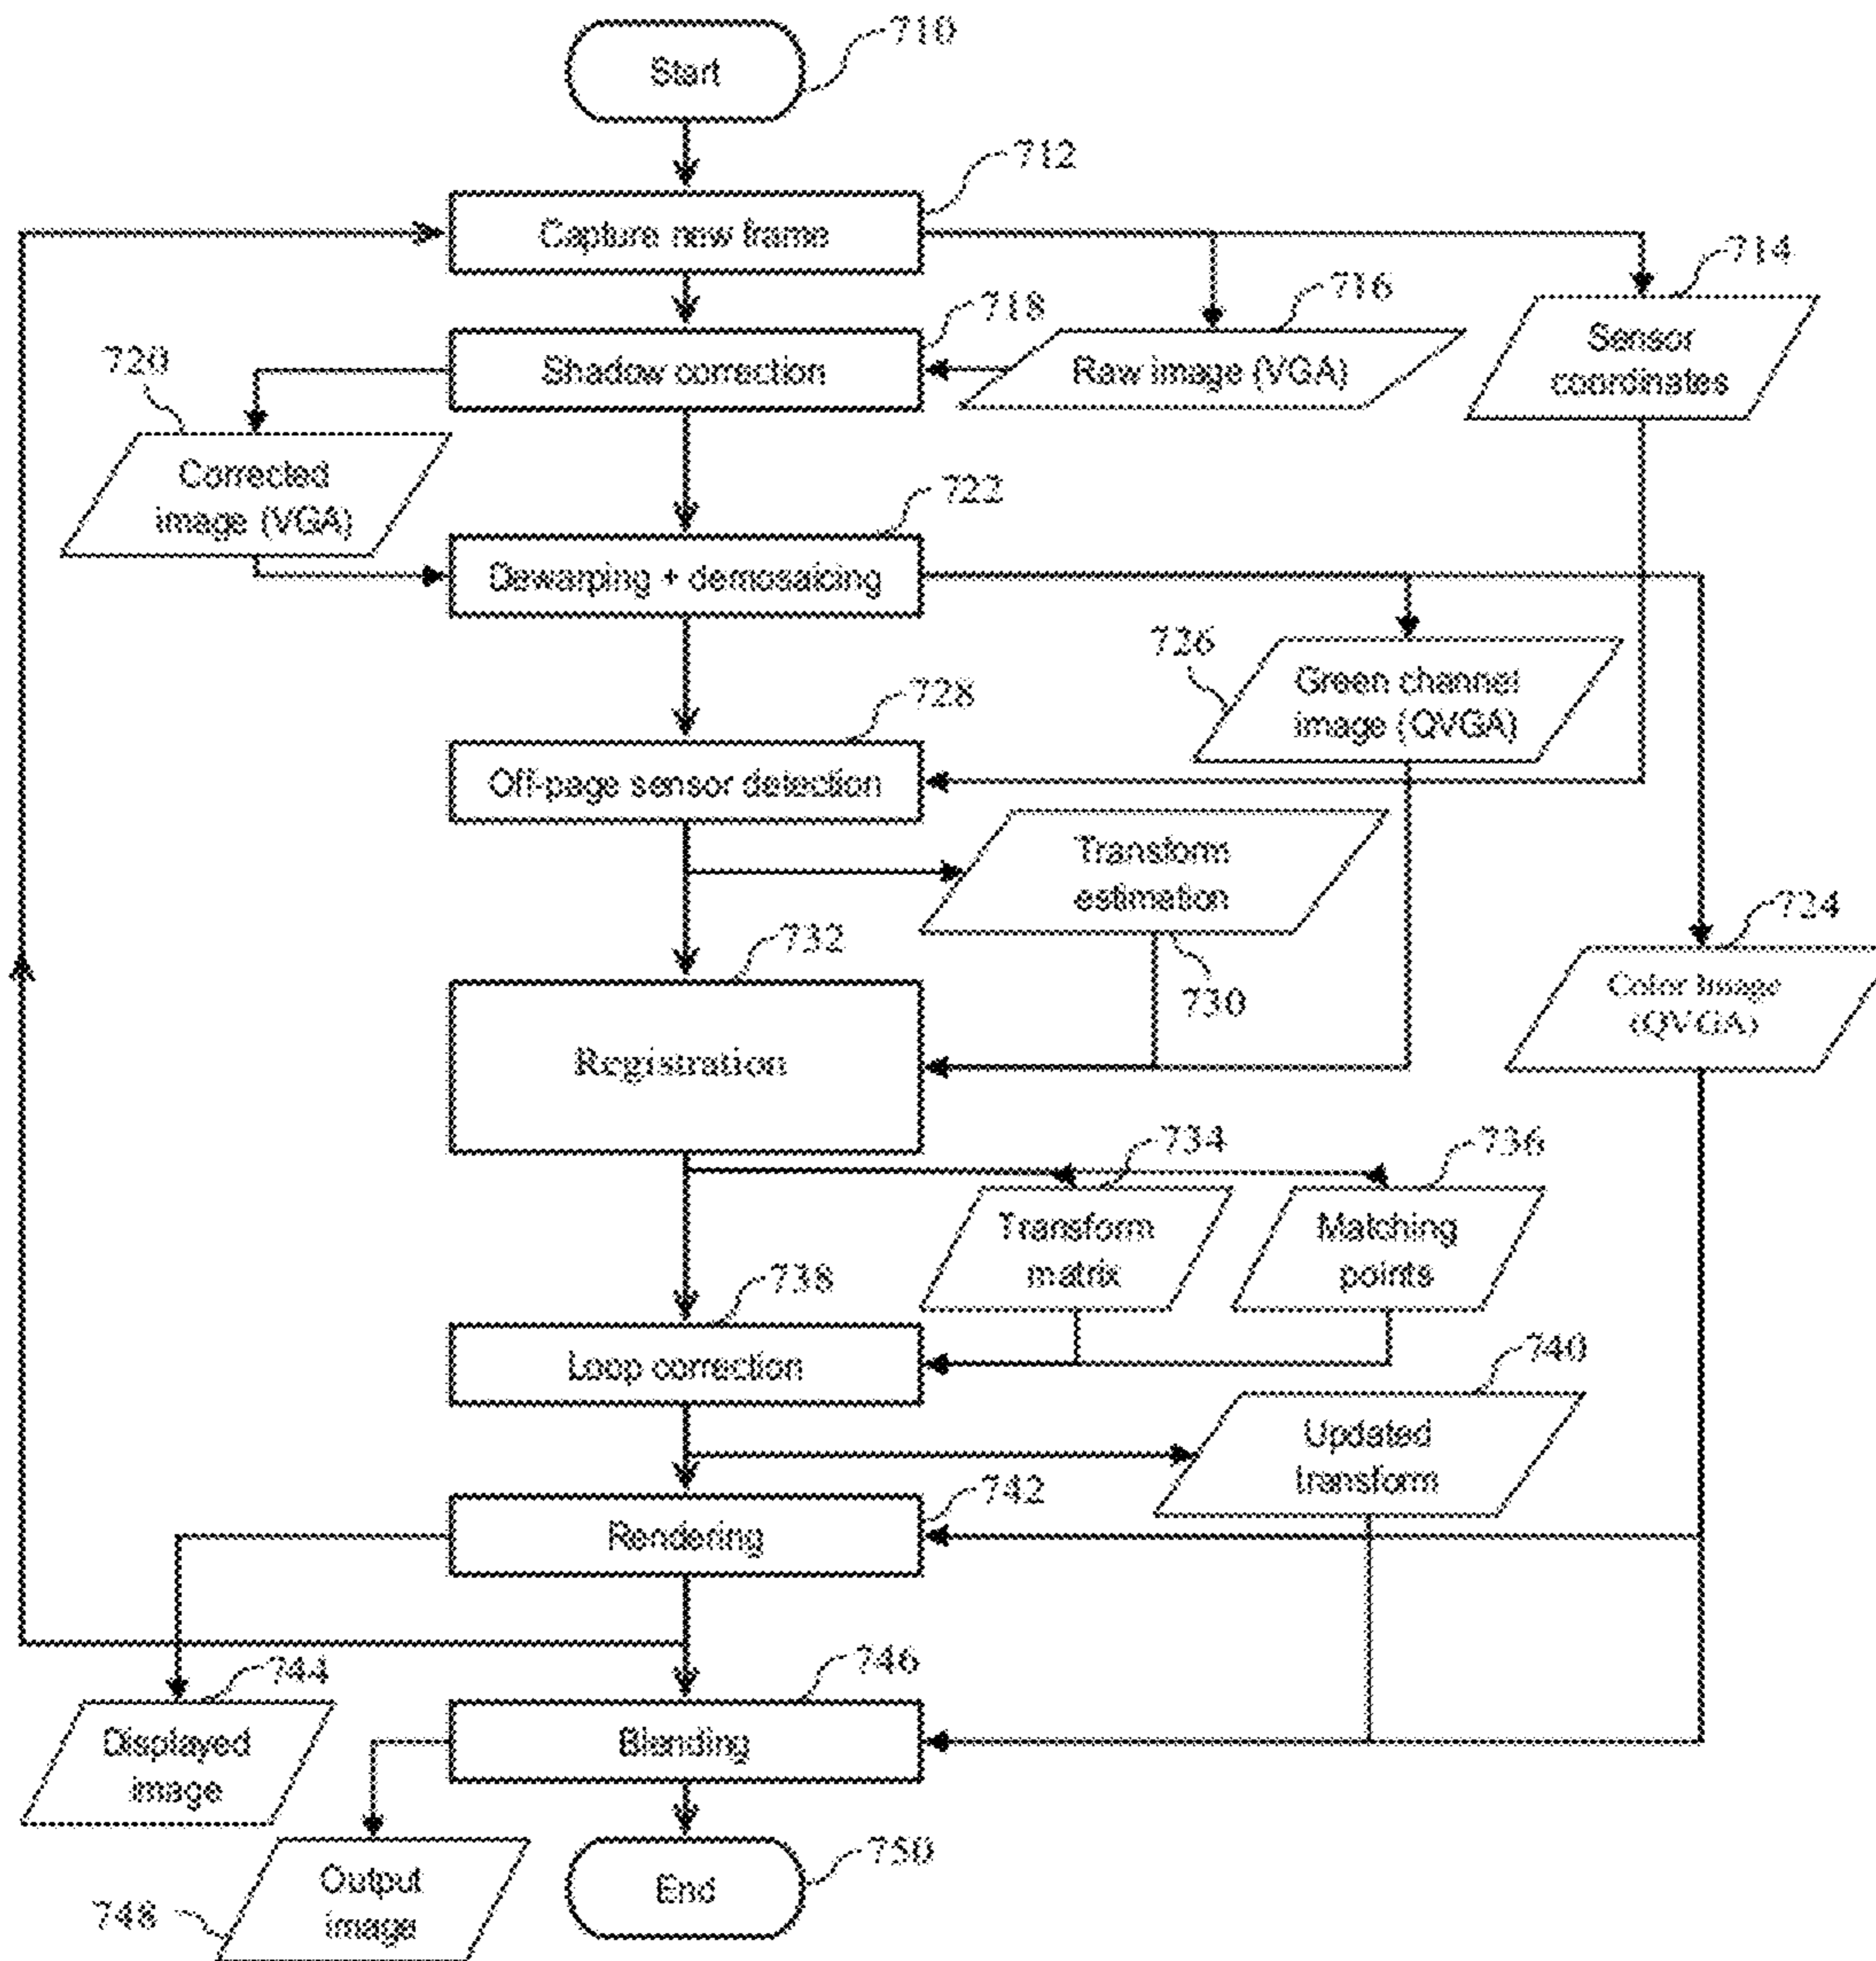 710
Start
712
Capture new frame
714
716
718
Sensor
coordinates
Shadow correction
Raw image (VGA)
720
Corrected
image (VGA)
722
Dewarping + demosaicing
726
Green channel
image (QVGA)
728
Off-page sensor detection
Transform
estimation
724
732
730
Color Image
(QVGA)
Registration
734
736
Transform
matrix
Matching
points
738
Loop correction
740
Updated
transform
742
Rendering
744
746
Displayed
image
Blending
748
Output
image
End
750